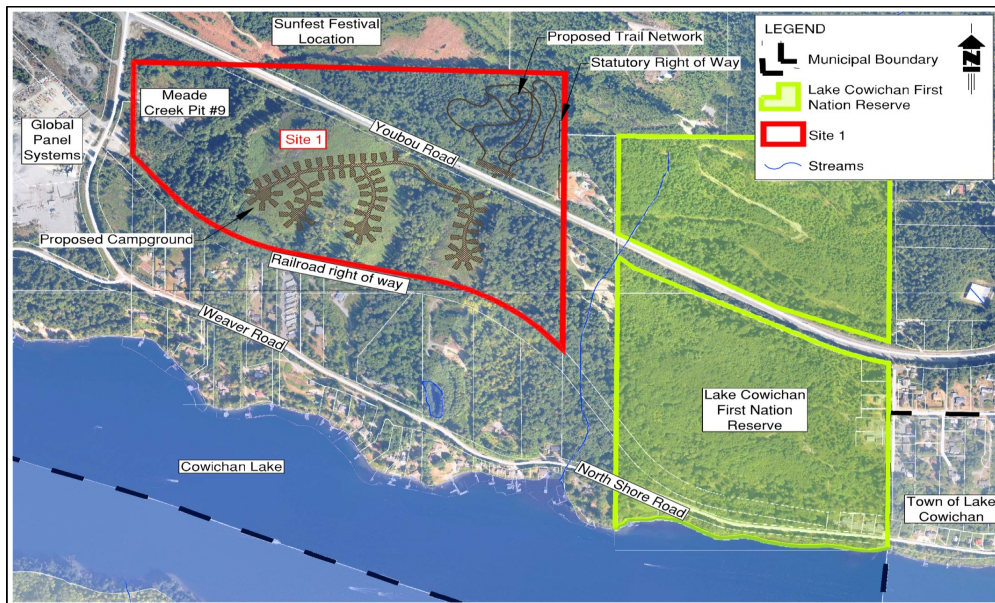 Sunfest Festival
Location
Proposed Trail Network
Statutory Right of Way
LEGEND
Municipal Boundary
Lake Cowichan First
Nation Reserve
Site 1
Streams
N
Meade
Creek Pit #9
Global
Panel
Systems
Site 1
Youbou Road
Proposed Campground
Railroad right of way
Weaver Road
Lake Cowichan
First Nation
Reserve
Cowichan Lake
North Shore Road
Town of Lake
Cowichan